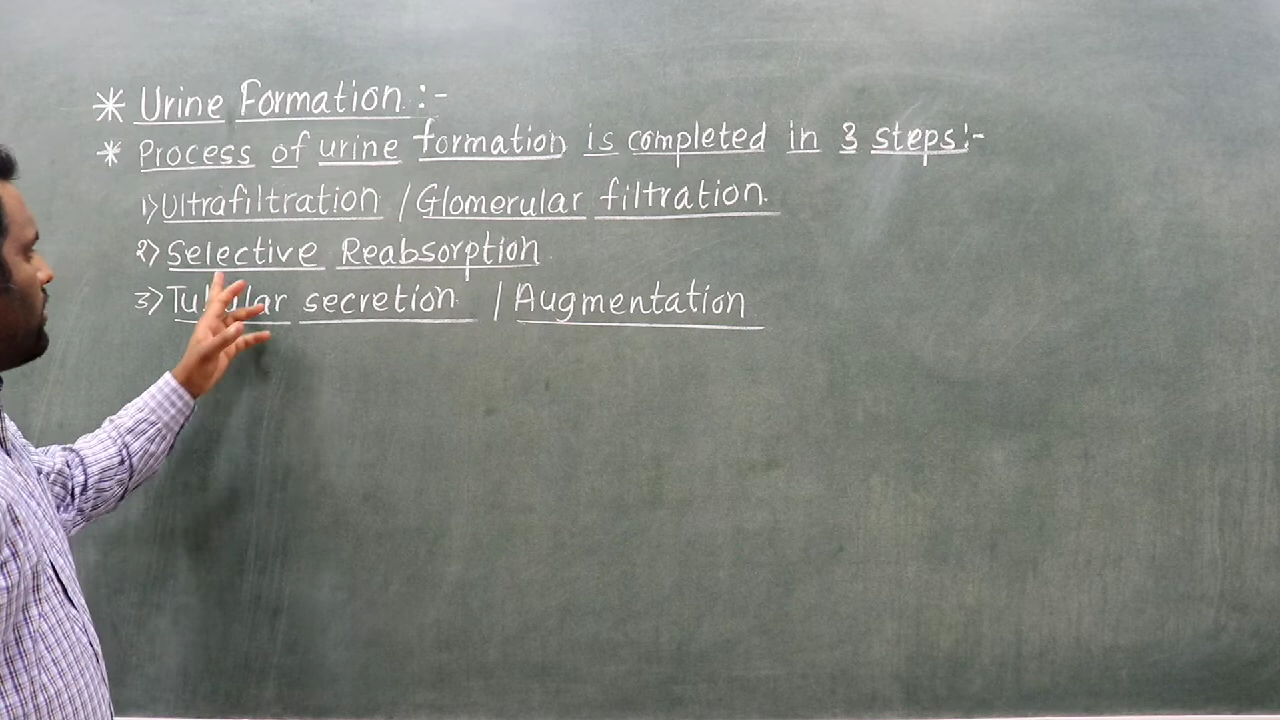 * Urine Formation :-
* Process of urine formation is completed in 3 steps:-
1) Ultrafiltration / Glomerular filtration.
2) Selective Reabsorption
3) Tubular secretion / Augmentation